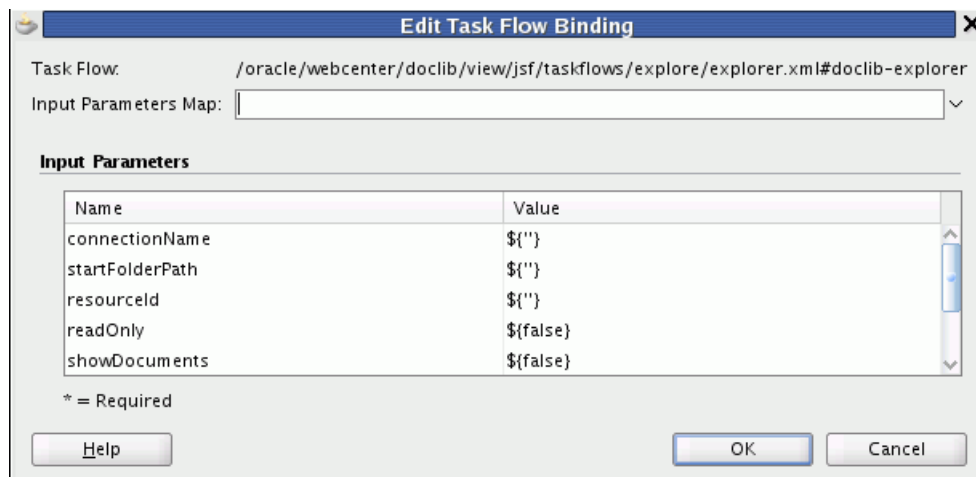 Edit Task Flow Binding
Task Flow: /oracle/webcenter/doclib/view/jsf/taskflows/explore/explorer.xml#doclib-explorer
Input Parameters Map:
Input Parameters
Name Value
connectionName ${''}
startFolderPath ${''}
resourceId ${''}
readOnly ${false}
showDocuments ${false}
* = Required
Help OK Cancel